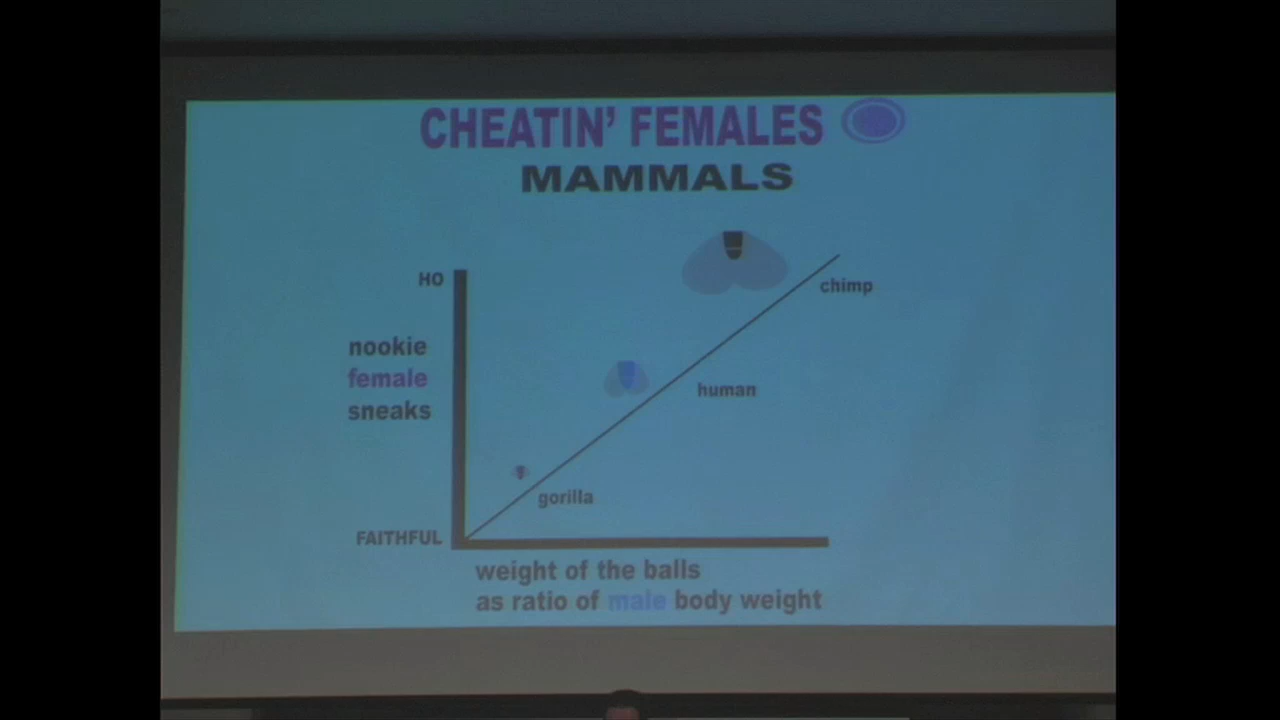 CHEATIN' FEMALES
MAMMALS
HO
chimp
nookie
female
sneaks
human
gorilla
FAITHFUL
weight of the balls
as ratio of male body weight